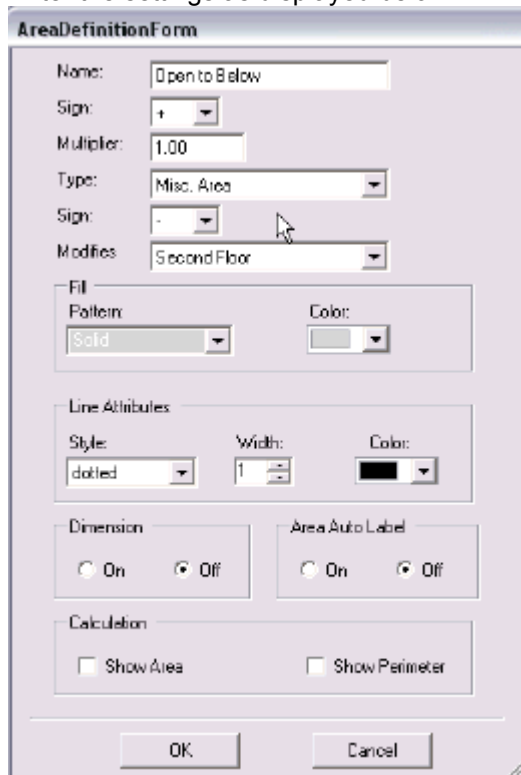 AreaDefinitionForm
Name: Open to Below
Sign: +
Multiplier: 1.00
Type: Misc. Area
Sign: -
Modifies Second Floor
Fill
Pattern: Color:
Solid
Line Attributes
Style: Width: Color:
dotted 1
Dimension Area Auto Label
On Off On Off
Calculation
Show Area Show Perimeter
OK Cancel